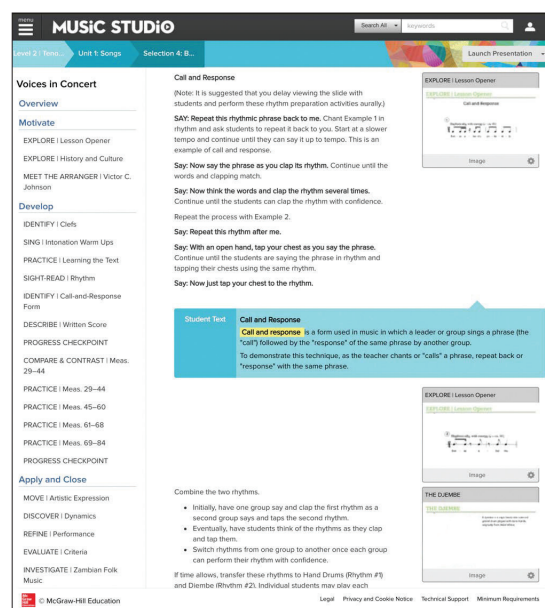 menu
MUSIC STUDIO
Search All
keywords
Level 2 | Teno...
Unit 1: Songs
Selection 4: B...
Launch Presentation
Voices in Concert
Overview
Motivate
EXPLORE | Lesson Opener
EXPLORE | History and Culture
MEET THE ARRANGER | Victor C.
Johnson
Develop
IDENTIFY | Clefs
SING | Intonation Warm Ups
PRACTICE | Learning the Text
SIGHT-READ | Rhythm
IDENTIFY | Call-and-Response
Form
DESCRIBE | Written Score
PROGRESS CHECKPOINT
COMPARE & CONTRAST | Meas.
29–44
PRACTICE | Meas. 29–44
PRACTICE | Meas. 45–60
PRACTICE | Meas. 61–68
PRACTICE | Meas. 69–84
PROGRESS CHECKPOINT
Apply and Close
MOVE | Artistic Expression
DISCOVER | Dynamics
REFINE | Performance
EVALUATE | Criteria
INVESTIGATE | Zambian Folk
Music
Call and Response
(Note: It is suggested that you delay viewing the slide with
students and perform these rhythm preparation activities aurally.)
SAY: Repeat this rhythmic phrase back to me. Chant Example 1 in
rhythm and ask students to repeat it back to you. Start at a slower
tempo and continue until they can say it up to tempo. This is an
example of call and response.
Say: Now say the phrase as you clap its rhythm. Continue until the
words and clapping match.
Say: Now think the words and clap the rhythm several times.
Continue until the students can clap the rhythm with confidence.
Repeat the process with Example 2.
Say: Repeat this rhythm after me.
Say: With an open hand, tap your chest as you say the phrase.
Continue until the students are saying the phrase in rhythm and
tapping their chests using the same rhythm.
Say: Now just tap your chest to the rhythm.
EXPLORE | Lesson Opener
EXPLORE | Lesson Opener
Call and Response
Image
Student Text
Call and Response
Call and response is a form used in music in which a leader or group sings a phrase (the
"call") followed by the "response" of the same phrase by another group.
To demonstrate this technique, as the teacher chants or "calls" a phrase, repeat back or
"response" with the same phrase.
EXPLORE | Lesson Opener
EXPLORE | Lesson Opener
Image
THE DJEMBE
THE DJEMBE
Image
Combine the two rhythms.
• Initially, have one group say and clap the first rhythm as a
second group says and taps the second rhythm.
• Eventually, have students think of the rhythms as they clap
and tap them.
• Switch rhythms from one group to another once each group
can perform their rhythm with confidence.
If time allows, transfer these rhythms to Hand Drums (Rhythm #1)
and Djembe (Rhythm #2). Individual students may play each
© McGraw-Hill Education
Legal
Privacy and Cookie Notice
Technical Support
Minimum Requirements